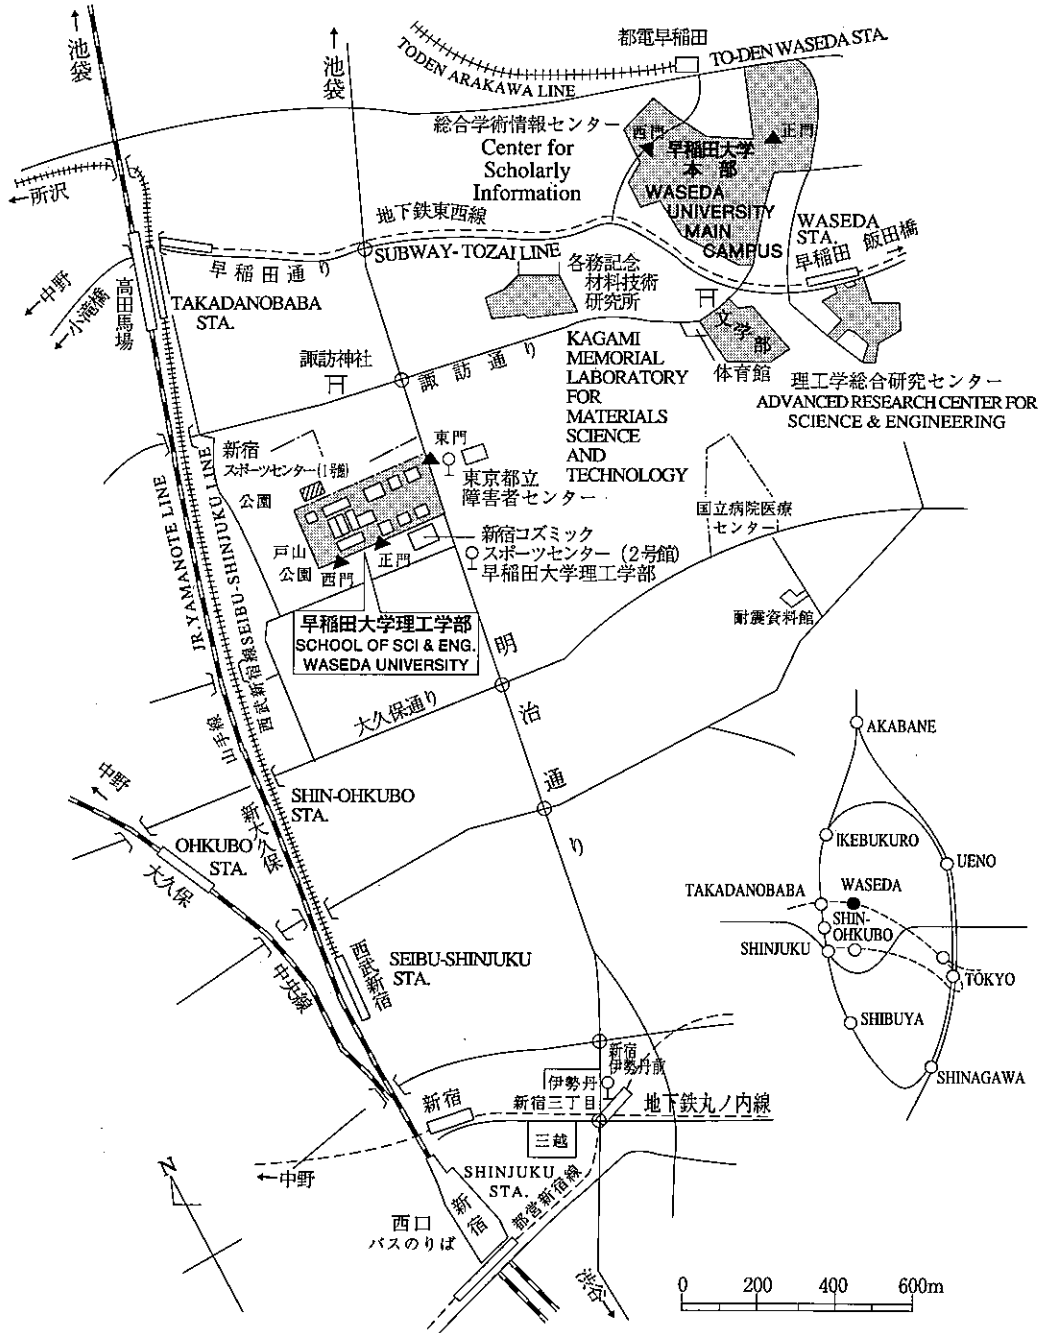 池袋
池袋
都電早稲田
TO-DEN WASEDA STA.
TODEN ARAKAWA LINE
総合学術情報センター
Center for
Scholarly
Information
西門
正門
早稲田大学
本部
WASEDA
UNIVERSITY
MAIN
CAMPUS
所沢
地下鉄東西線
SUBWAY-TOZAI LINE
早稲田通り
WASEDA
STA.
早稲田
飯田橋
中野
小滝橋
高田馬場
TAKADANOBABA
STA.
各務記念
材料技術
研究所
KAGAMI
MEMORIAL
LABORATORY
FOR
MATERIALS
SCIENCE
AND
TECHNOLOGY
文学部
体育館
理工学総合研究センター
ADVANCED RESEARCH CENTER FOR
SCIENCE & ENGINEERING
諏訪神社
諏訪通り
新宿
スポーツセンター(1号館)
公園
東門
東京都立
障害者センター
国立病院医療
センター
戸山
公園
西門
正門
新宿コズミック
スポーツセンター (2号館)
早稲田大学理工学部
早稲田大学理工学部
SCHOOL OF SCI & ENG.
WASEDA UNIVERSITY
耐震資料館
JR.YAMANOTE LINE
山手線
西武新宿線SEIBU-SHINJUKU LINE
明治通り
大久保通り
中野
SHIN-OHKUBO
STA.
新大久保
OHKUBO
STA.
大久保
中央線
西武新宿
SEIBU-SHINJUKU
STA.
新宿
伊勢丹前
伊勢丹
新宿三丁目
地下鉄丸ノ内線
新宿
三越
中野
SHINJUKU
STA.
新宿
都営新宿線
西口
バスのりば
渋谷
N
AKABANE
IKEBUKURO
UENO
TAKADANOBABA
WASEDA
SHIN-
OHKUBO
SHINJUKU
TŌKYO
SHIBUYA
SHINAGAWA
0 200 400 600m